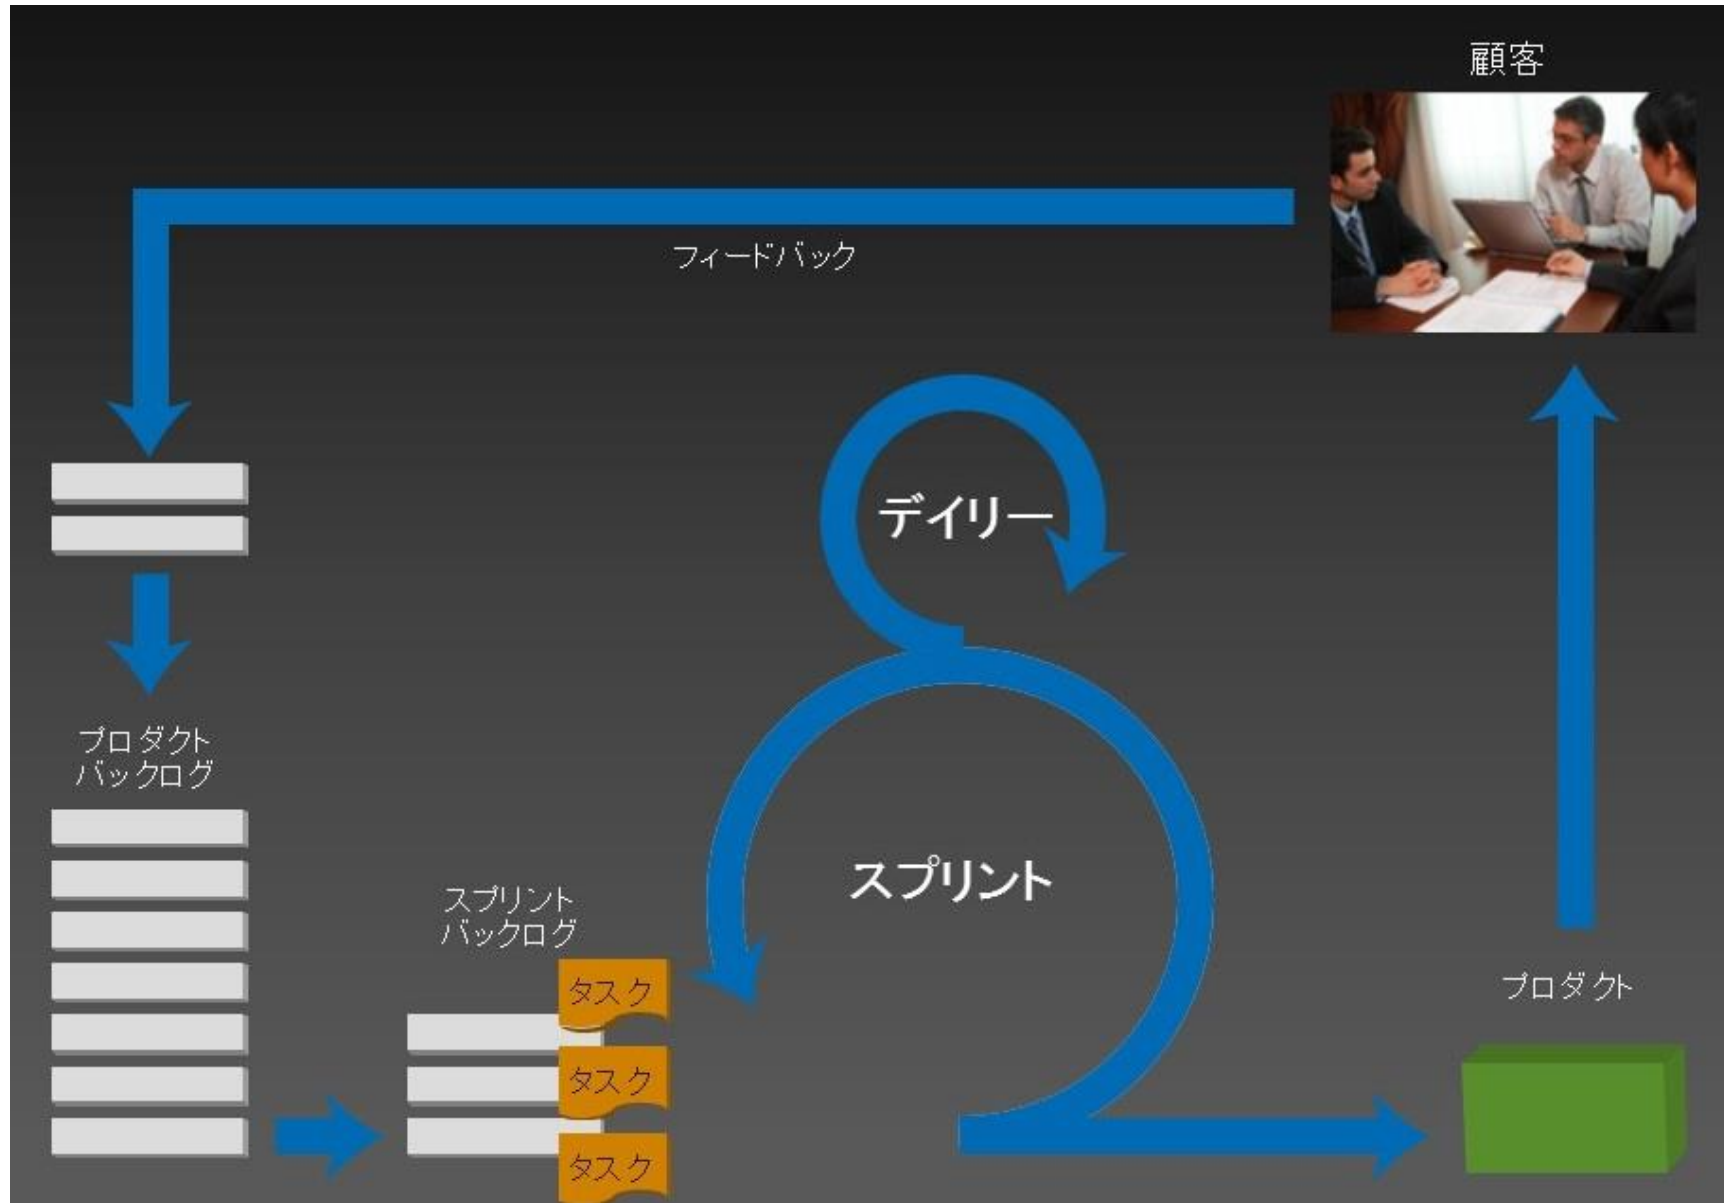 顧客
フィードバック
デイリー
プロダクト
バックログ
スプリント
スプリント
バックログ
タスク
タスク
タスク
プロダクト